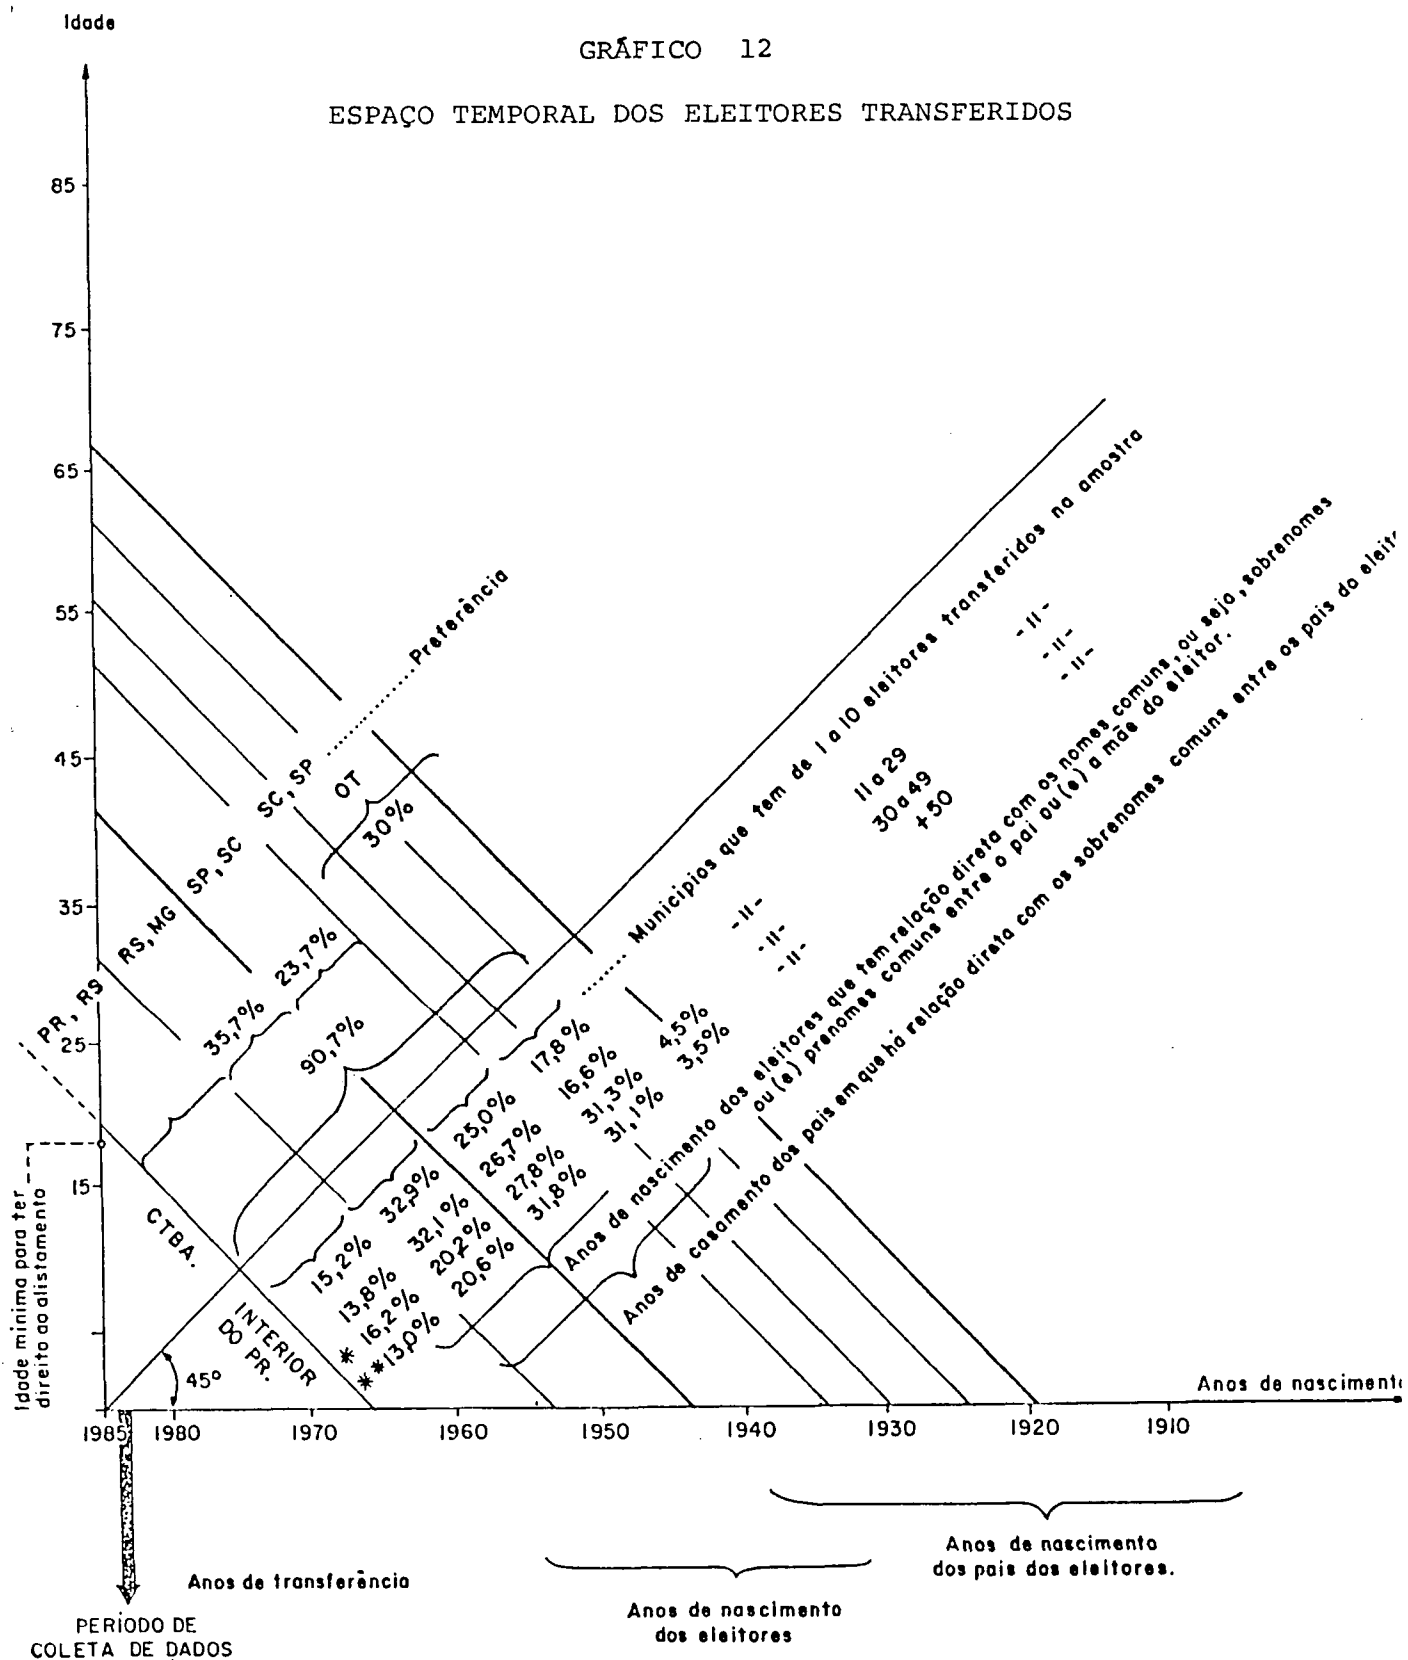 Idade
GRÁFICO 12
ESPAÇO TEMPORAL DOS ELEITORES TRANSFERIDOS
85
75
65
55
45
35
25
15
Idade mínima para ter
direito ao alistamento
Preferência
PR, RS
RS, MG
SP, SC
SC, SP
OT
30%
23,7%
35,7%
90,7%
CTBA.
INTERIOR
DO PR.
45º
Municípios que tem de 1 a 10 eleitores transferidos na amostra
11 a 29
30 a 49
+ 50
- 11 -
- 11 -
- 11 -
- 11 -
- 11 -
- 11 -
15,2%
32,9%
25,0%
17,8%
13,8%
32,1%
26,7%
16,6%
4,5%
* 16,2%
20,2%
27,8%
31,3%
3,5%
* *13,0%
20,6%
31,8%
31,1%
Anos de nascimento dos eleitores que tem relação direta com os nomes comuns, ou seja, sobrenomes
ou (e) prenomes comuns entre o pai ou (e) a mãe do eleitor.
Anos de casamento dos pais em que há relação direta com os sobrenomes comuns entre os pais do eleit
Anos de nascimento
1985 1980 1970 1960 1950 1940 1930 1920 1910
Anos de nascimento
dos pais dos eleitores.
Anos de transferência
Anos de nascimento
dos eleitores
PERÍODO DE
COLETA DE DADOS